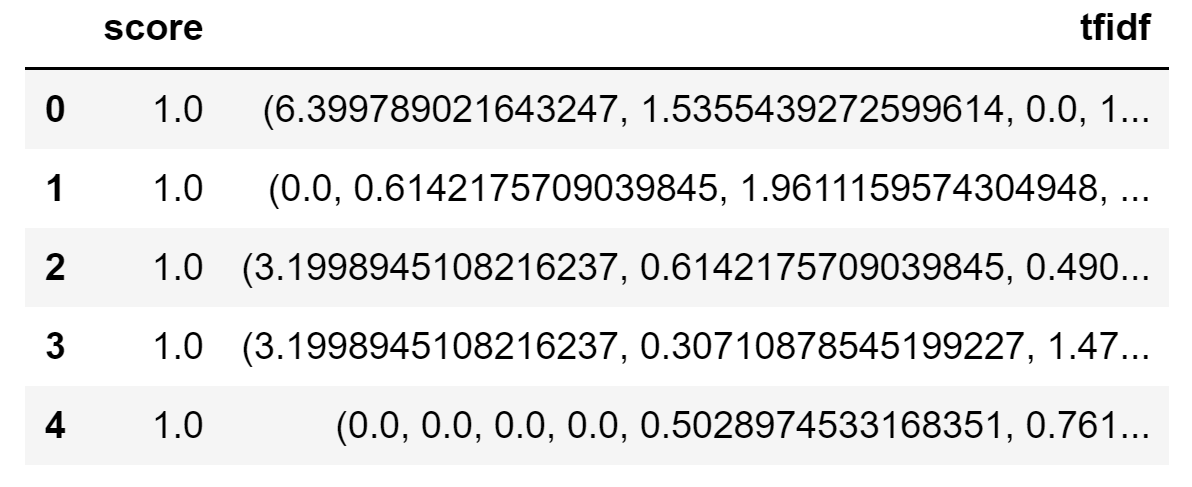 score tfidf
0 1.0 (6.399789021643247, 1.5355439272599614, 0.0, 1...
1 1.0 (0.0, 0.6142175709039845, 1.9611159574304948, ...
2 1.0 (3.1998945108216237, 0.6142175709039845, 0.490...
3 1.0 (3.1998945108216237, 0.30710878545199227, 1.47...
4 1.0 (0.0, 0.0, 0.0, 0.0, 0.5028974533168351, 0.761...